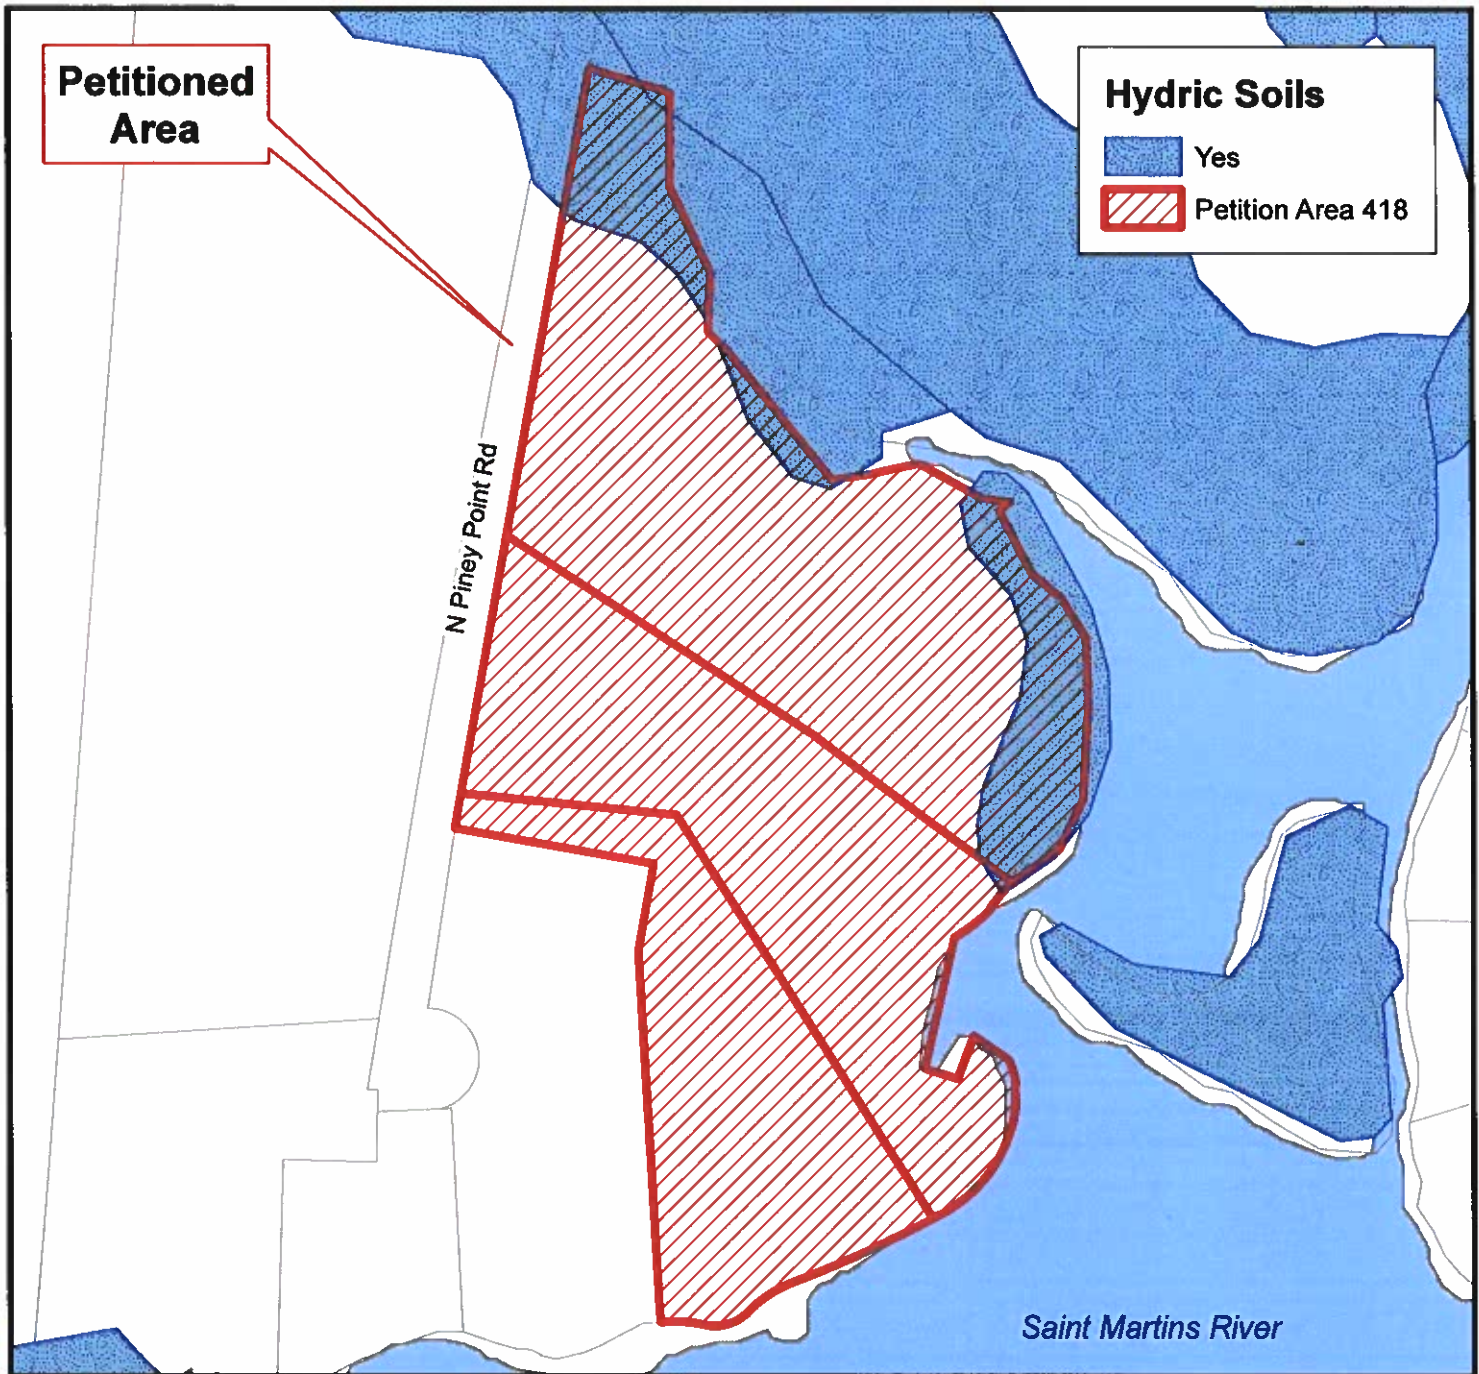 Petitioned
Area
Hydric Soils
Yes
Petition Area 418
N Piney Point Rd
Saint Martins River